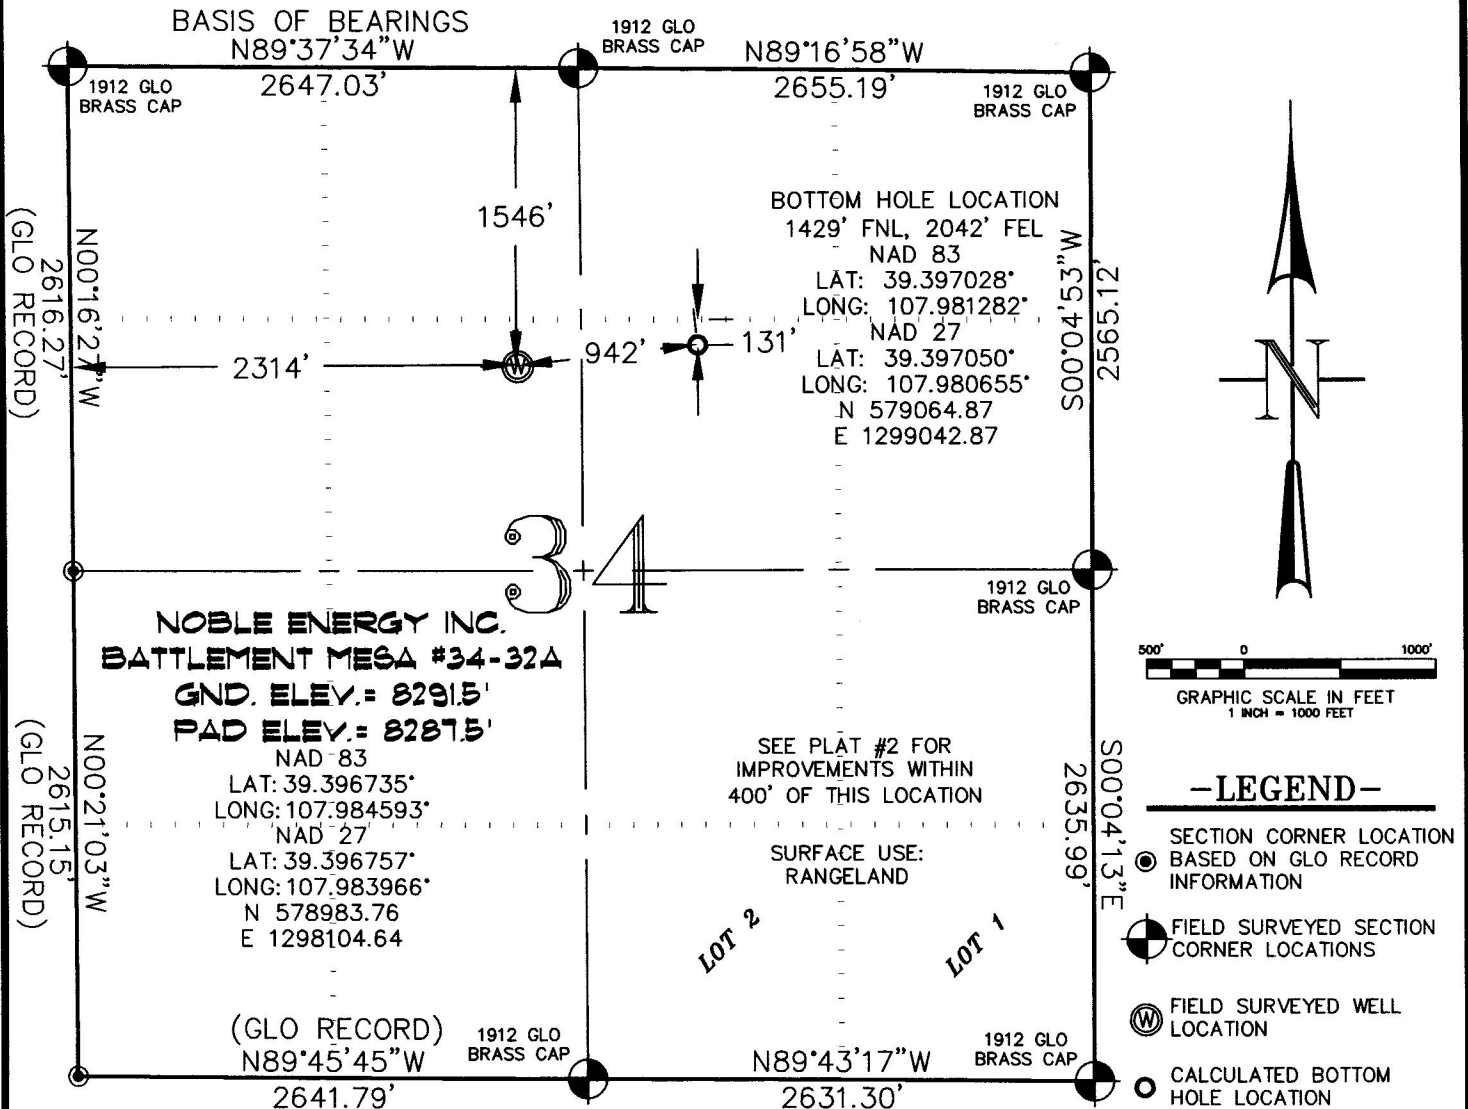 BASIS OF BEARINGS
N89°37'34"W
2647.03'
1912 GLO
BRASS CAP
N89°16'58"W
2655.19'
1912 GLO
BRASS CAP
1912 GLO
BRASS CAP
1546'
BOTTOM HOLE LOCATION
1429' FNL, 2042' FEL
NAD 83
LAT: 39.397028°
LONG: 107.981282°
NAD 27
LAT: 39.397050°
LONG: 107.980655°
N 579064.87
E 1299042.87
N00°16'27"W
2616.27'
(GLO RECORD)
S00°04'53"W
2565.12'
2314'
W
942'
131'
N
34
1912 GLO
BRASS CAP
NOBLE ENERGY INC.
BATTLEMENT MESA #34-32A
GND. ELEV.= 8291.5'
PAD ELEV.= 8287.5'
NAD 83
LAT: 39.396735°
LONG: 107.984593°
NAD 27
LAT: 39.396757°
LONG: 107.983966°
N 578983.76
E 1298104.64
N00°21'03"W
2615.15'
(GLO RECORD)
SEE PLAT #2 FOR
IMPROVEMENTS WITHIN
400' OF THIS LOCATION
SURFACE USE:
RANGELAND
LOT 2
LOT 1
S00°04'13"E
2635.99'
(GLO RECORD)
N89°45'45"W
2641.79'
1912 GLO
BRASS CAP
N89°43'17"W
2631.30'
1912 GLO
BRASS CAP
500' 0 1000'
GRAPHIC SCALE IN FEET
1 INCH = 1000 FEET
-LEGEND-
SECTION CORNER LOCATION
BASED ON GLO RECORD
INFORMATION
FIELD SURVEYED SECTION
CORNER LOCATIONS
W
FIELD SURVEYED WELL
LOCATION
CALCULATED BOTTOM
HOLE LOCATION